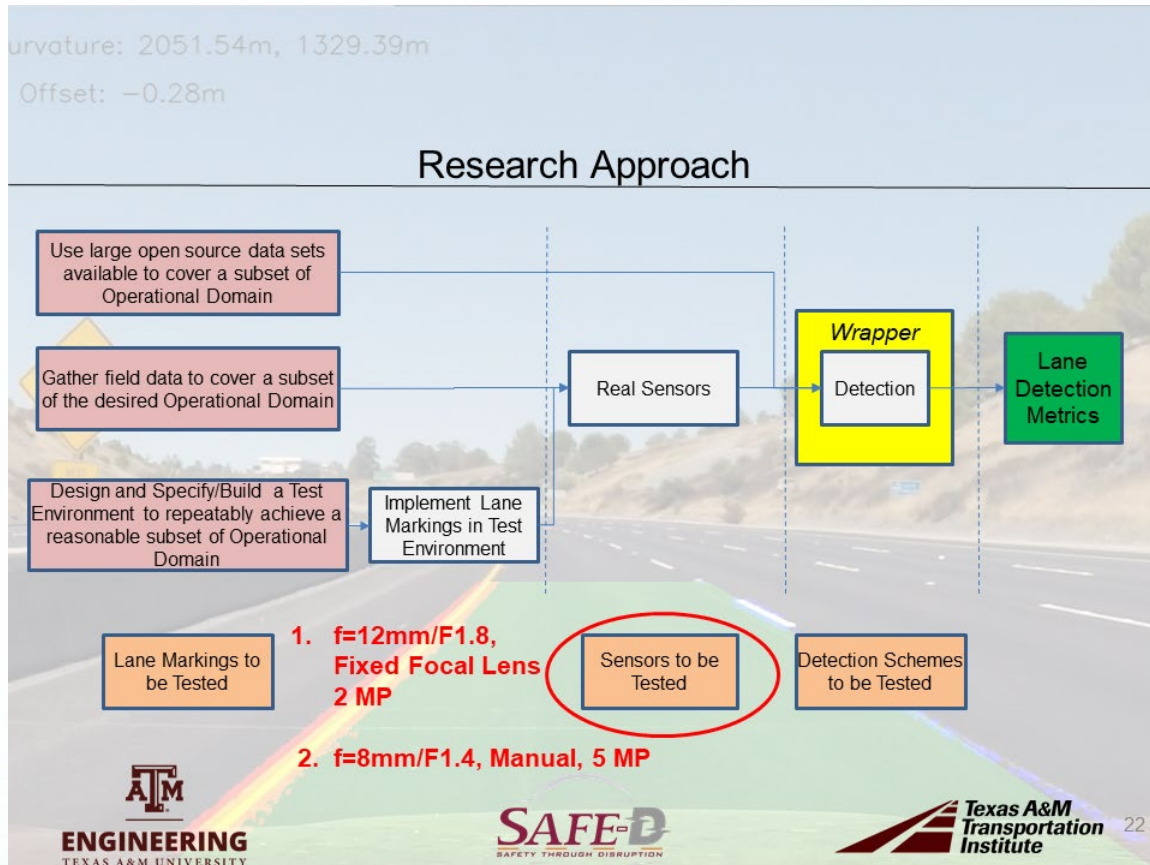 urvature: 2051.54m, 1329.39m
Offset: −0.28m
Research Approach
Use large open source data sets
available to cover a subset of
Operational Domain
Gather field data to cover a subset
of the desired Operational Domain
Design and Specify/Build a Test
Environment to repeatably achieve a
reasonable subset of Operational
Domain
Implement Lane
Markings in Test
Environment
Real Sensors
Wrapper
Detection
Lane
Detection
Metrics
Lane Markings to
be Tested
1. f=12mm/F1.8,
Fixed Focal Lens
2 MP
2. f=8mm/F1.4, Manual, 5 MP
Sensors to be
Tested
Detection Schemes
to be Tested
ATM
ENGINEERING
TEXAS A&M UNIVERSITY
SAFE-D
SAFETY THROUGH DISRUPTION
Texas A&M
Transportation
Institute
22